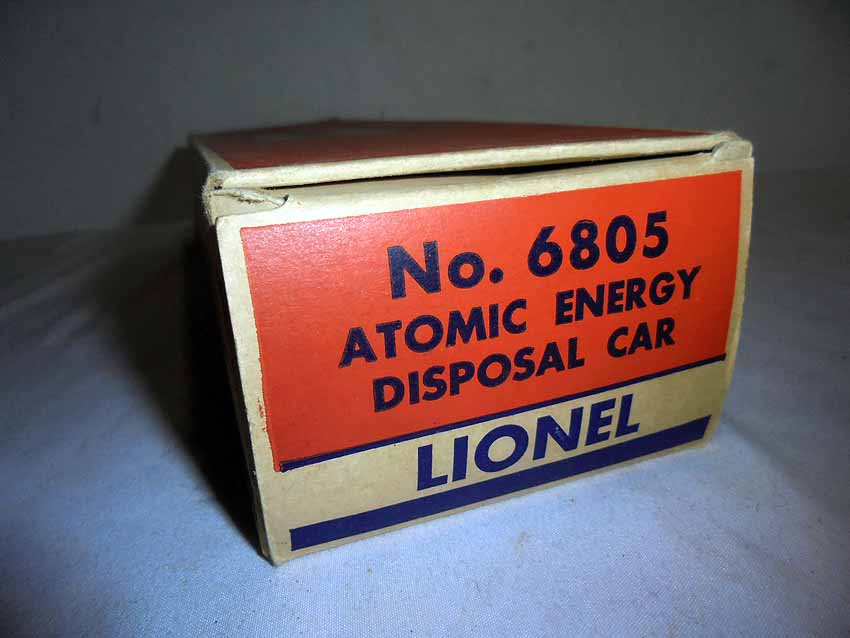 No. 6805
ATOMIC ENERGY
DISPOSAL CAR
LIONEL